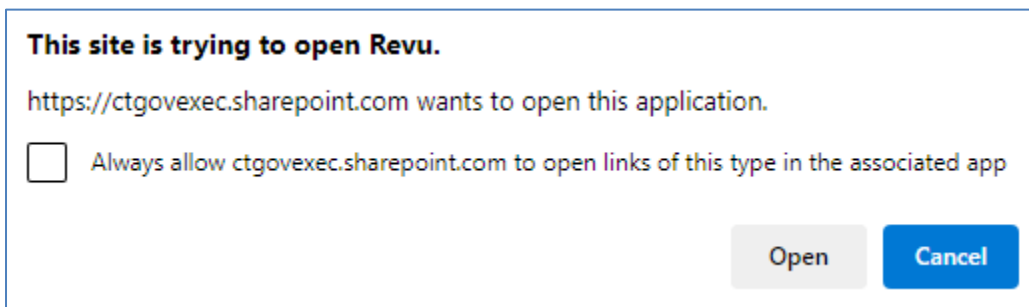 This site is trying to open Revu.
https://ctgovexec.sharepoint.com wants to open this application.
Always allow ctgovexec.sharepoint.com to open links of this type in the associated app
Open
Cancel